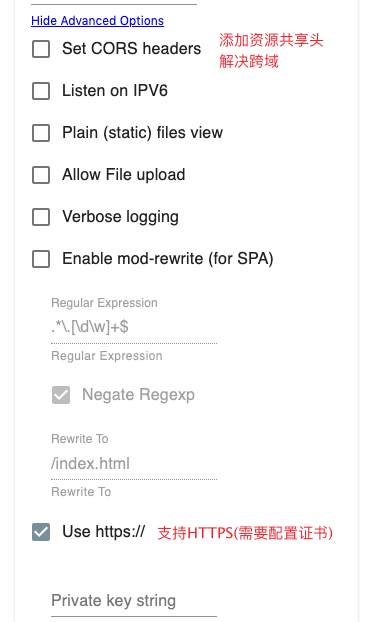 Hide Advanced Options
Set CORS headers
添加资源共享头
解决跨域
Listen on IPV6
Plain (static) files view
Allow File upload
Verbose logging
Enable mod-rewrite (for SPA)
Regular Expression
.*\.[\d\w]+$
Regular Expression
Negate Regexp
Rewrite To
/index.html
Rewrite To
Use https:// 支持HTTPS(需要配置证书)
Private key string